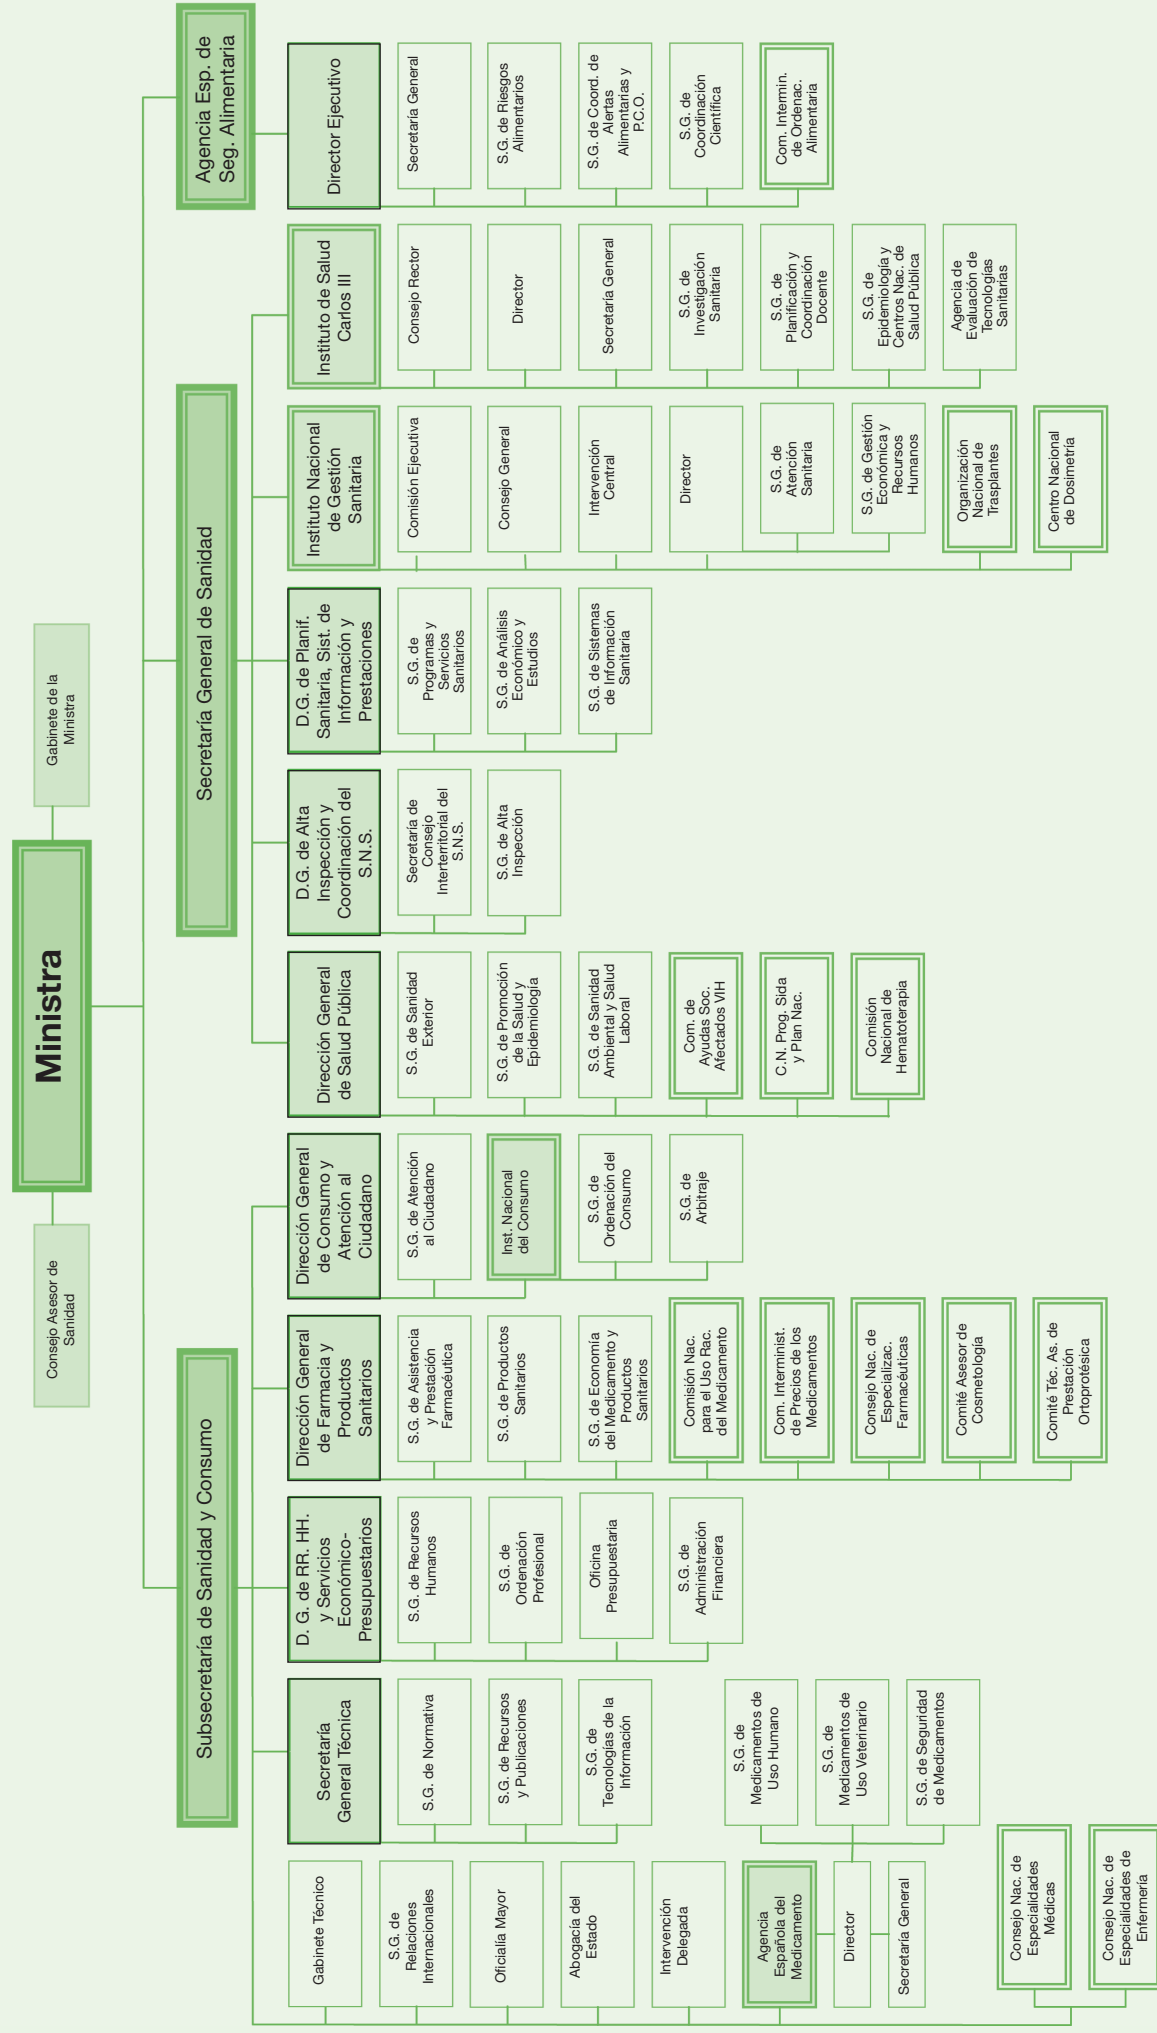 Ministra
Consejo Asesor de
Sanidad
Gabinete de la
Ministra
Subsecretaría de Sanidad y Consumo
Secretaría General de Sanidad
Agencia Esp. de
Seg. Alimentaria
Gabinete Técnico
S.G. de
Relaciones
Internacionales
Oficialía Mayor
Abogacía del
Estado
Intervención
Delegada
Agencia
Española del
Medicamento
Director
Secretaría General
S.G. de
Medicamentos de
Uso Humano
S.G. de
Medicamentos de
Uso Veterinario
S.G. de Seguridad
de Medicamentos
Consejo Nac. de
Especialidades
Médicas
Consejo Nac. de
Especialidades de
Enfermería
Secretaría
General Técnica
S.G. de Normativa
S.G. de Recursos
y Publicaciones
S.G. de
Tecnologías de la
Información
D. G. de RR. HH.
y Servicios
Económico-
Presupuestarios
S.G. de Recursos
Humanos
S.G. de
Ordenación
Profesional
Oficina
Presupuestaria
S.G. de
Administración
Financiera
Dirección General
de Farmacia y
Productos
Sanitarios
S.G. de Asistencia
y Prestación
Farmacéutica
S.G. de Productos
Sanitarios
S.G. de Economía
del Medicamento y
Productos
Sanitarios
Comisión Nac.
para el Uso Rac.
del Medicamento
Com. Interminist.
de Precios de los
Medicamentos
Consejo Nac. de
Especializac.
Farmacéuticas
Comité Asesor de
Cosmetología
Comité Téc. As. de
Prestación
Ortoprotésica
Dirección General
de Consumo y
Atención al
Ciudadano
S.G. de Atención
al Ciudadano
Inst. Nacional
del Consumo
S.G. de
Ordenación del
Consumo
S.G. de
Arbitraje
Dirección General
de Salud Pública
S.G. de Sanidad
Exterior
S.G. de Promoción
de la Salud y
Epidemiología
S.G. de Sanidad
Ambiental y Salud
Laboral
Com. de
Ayudas Soc.
Afectados VIH
C.N. Prog. Sida
y Plan Nac.
Comisión
Nacional de
Hematoterapia
D.G. de Alta
Inspección y
Coordinación del
S.N.S.
Secretaría de
Consejo
Interterritorial del
S.N.S.
S.G. de Alta
Inspección
D.G. de Planif.
Sanitaria, Sist. de
Información y
Prestaciones
S.G. de
Programas y
Servicios
Sanitarios
S.G. de Análisis
Económico y
Estudios
S.G. de Sistemas
de Información
Sanitaria
Instituto Nacional
de Gestión
Sanitaria
Comisión Ejecutiva
Consejo General
Intervención
Central
Director
S.G. de
Atención
Sanitaria
S.G. de Gestión
Económica y
Recursos
Humanos
Organización
Nacional de
Trasplantes
Centro Nacional
de Dosimetría
Instituto de Salud
Carlos III
Consejo Rector
Director
Secretaría General
S.G. de
Investigación
Sanitaria
S.G. de
Planificación y
Coordinación
Docente
S.G. de
Epidemiología y
Centros Nac. de
Salud Pública
Agencia de
Evaluación de
Tecnologías
Sanitarias
Director Ejecutivo
Secretaría General
S.G. de Riesgos
Alimentarios
S.G. de Coord. de
Alertas
Alimentarias y
P.C.O.
S.G. de
Coordinación
Científica
Com. Intermin.
de Ordenac.
Alimentaria